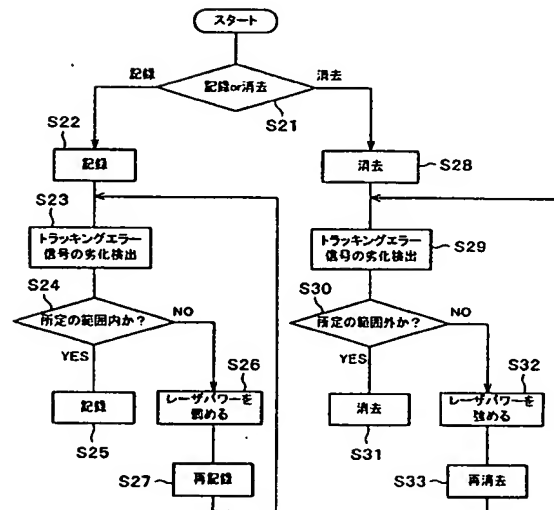 スタート
記録
記録or消去
消去
S21
S22
記録
消去
S28
S23
トラッキングエラー
信号の劣化検出
トラッキングエラー
信号の劣化検出
S29
S24
所定の範囲内か?
NO
YES
S30
所定の範囲外か?
NO
YES
S26
レーザパワーを
弱める
S32
レーザパワーを
強める
記録
S25
消去
S31
S27
再記録
S33
再消去